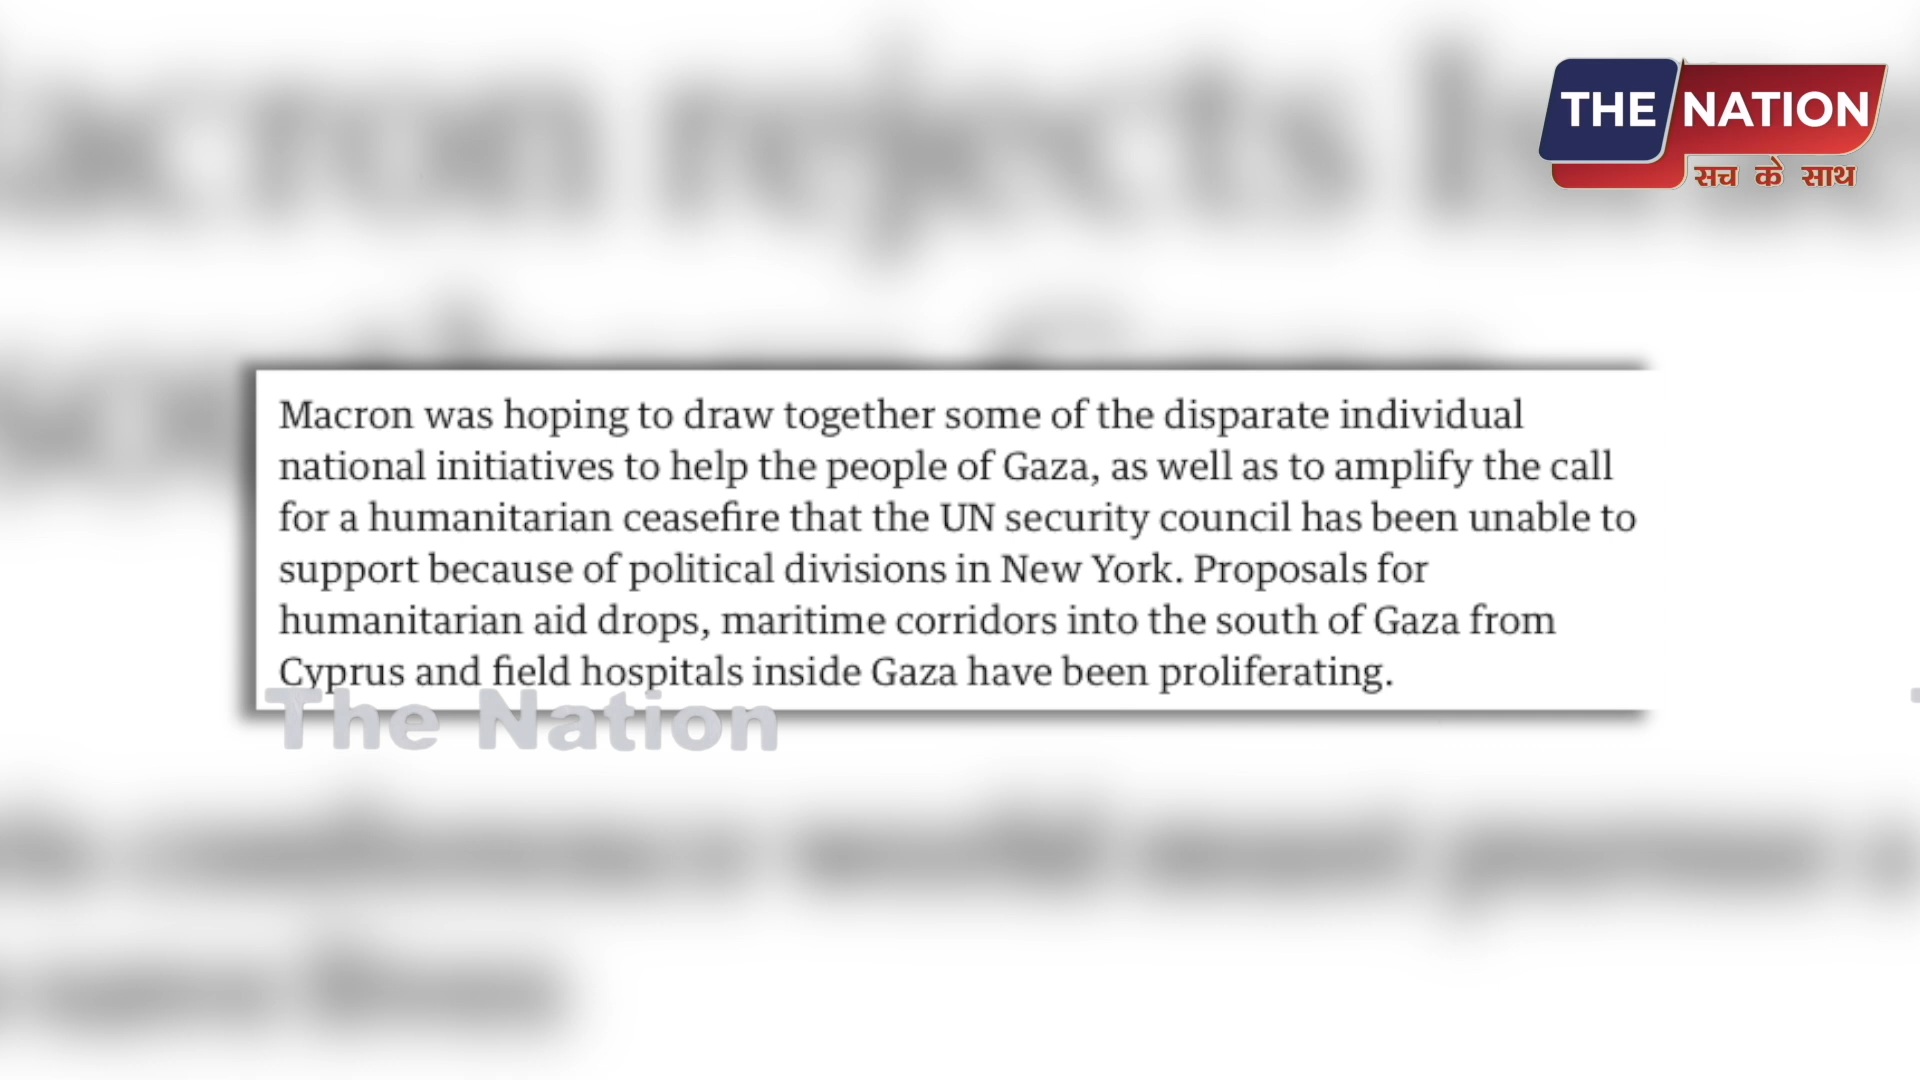 THE NATION
सच के साथ
Macron was hoping to draw together some of the disparate individual
national initiatives to help the people of Gaza, as well as to amplify the call
for a humanitarian ceasefire that the UN security council has been unable to
support because of political divisions in New York. Proposals for
humanitarian aid drops, maritime corridors into the south of Gaza from
Cyprus and field hospitals inside Gaza have been proliferating.
The Nation